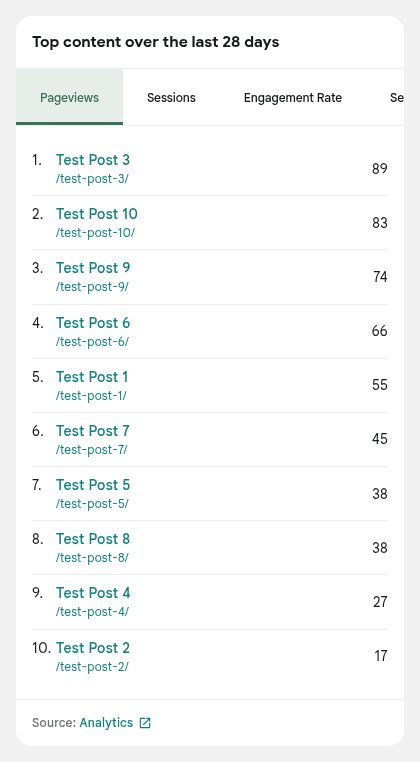 Top content over the last 28 days
Pageviews Sessions Engagement Rate Se
1. Test Post 3 89
/test-post-3/
2. Test Post 10 83
/test-post-10/
3. Test Post 9 74
/test-post-9/
4. Test Post 6 66
/test-post-6/
5. Test Post 1 55
/test-post-1/
6. Test Post 7 45
/test-post-7/
7. Test Post 5 38
/test-post-5/
8. Test Post 8 38
/test-post-8/
9. Test Post 4 27
/test-post-4/
10. Test Post 2 17
/test-post-2/
Source: Analytics